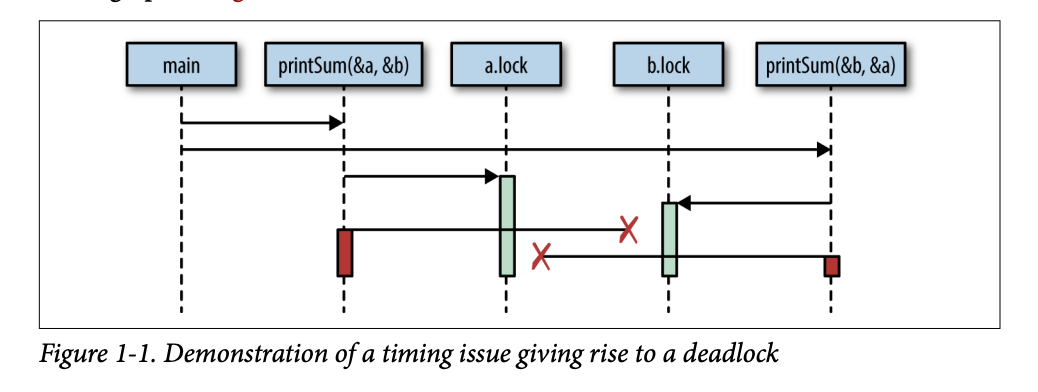 main
printSum(&a, &b)
a.lock
b.lock
printSum(&b, &a)
Figure 1-1. Demonstration of a timing issue giving rise to a deadlock